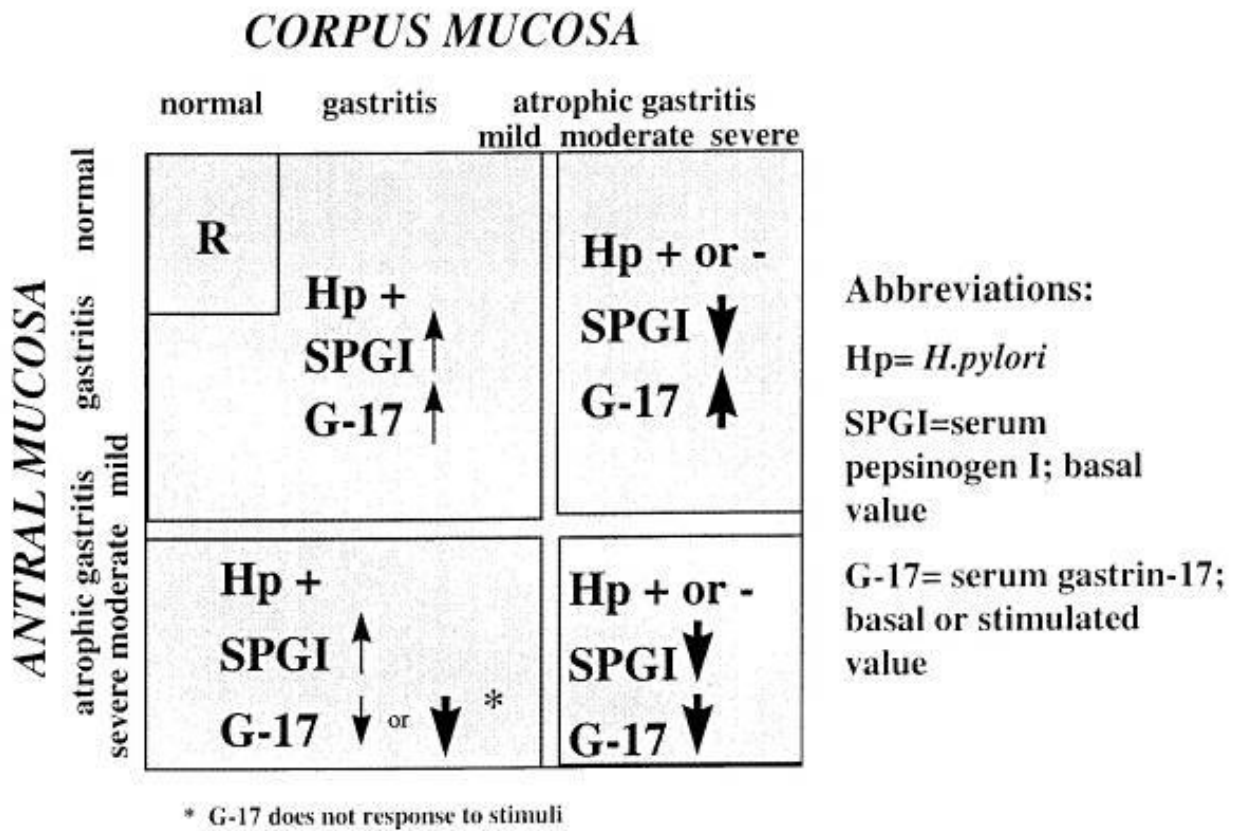 CORPUS MUCOSA
normal gastritis atrophic gastritis
mild moderate severe
ANTRAL MUCOSA
normal
gastritis
atrophic gastritis
mild
severe moderate
R
Hp +
SPGI ↑
G-17 ↑
Hp + or -
SPGI ↓
G-17 ↑
Hp +
SPGI ↑
G-17 ↓ or ↓ *
Hp + or -
SPGI ↓
G-17 ↓
Abbreviations:
Hp= H.pylori
SPGI=serum
pepsinogen I; basal
value
G-17= serum gastrin-17;
basal or stimulated
value
* G-17 does not response to stimuli